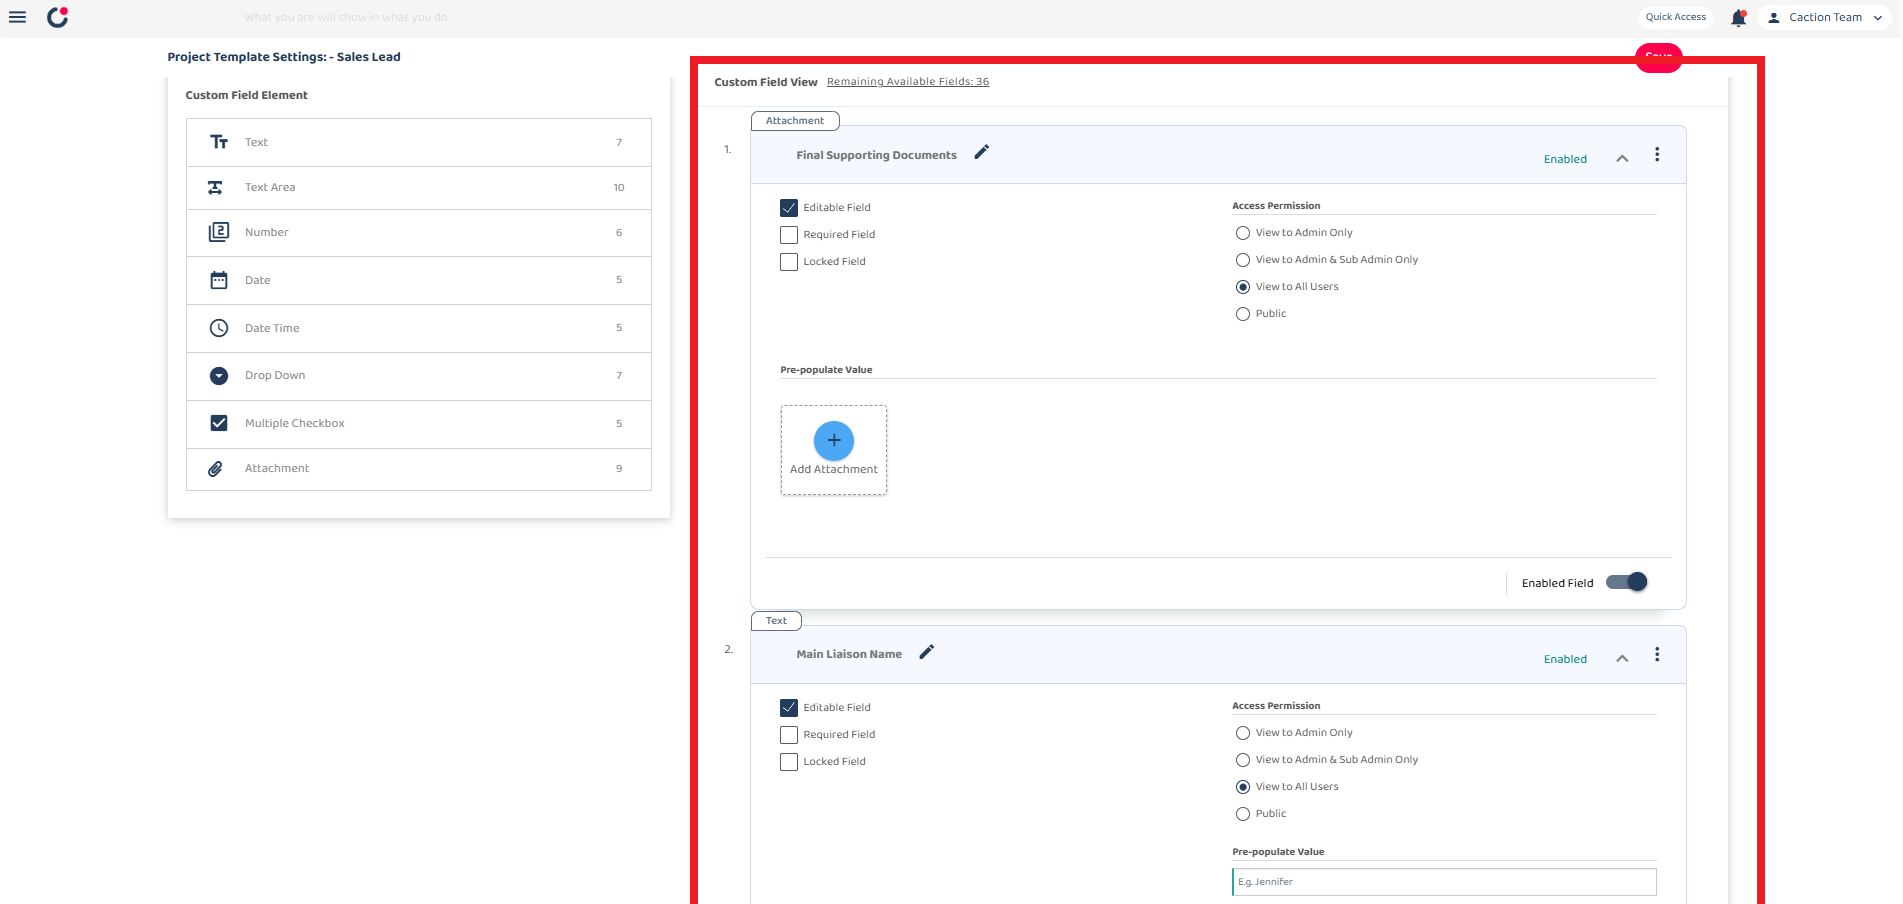 What you are will show in what you do.
Quick Access
Caction Team
Project Template Settings: - Sales Lead
Save
Custom Field Element
Text 7
Text Area 10
Number 6
Date 5
Date Time 5
Drop Down 7
Multiple Checkbox 5
Attachment 9
Custom Field View Remaining Available Fields: 36
Attachment
1.
Final Supporting Documents
Enabled
Editable Field
Required Field
Locked Field
Access Permission
View to Admin Only
View to Admin & Sub Admin Only
View to All Users
Public
Pre-populate Value
Add Attachment
Enabled Field
Text
2.
Main Liaison Name
Enabled
Editable Field
Required Field
Locked Field
Access Permission
View to Admin Only
View to Admin & Sub Admin Only
View to All Users
Public
Pre-populate Value
E.g. Jennifer